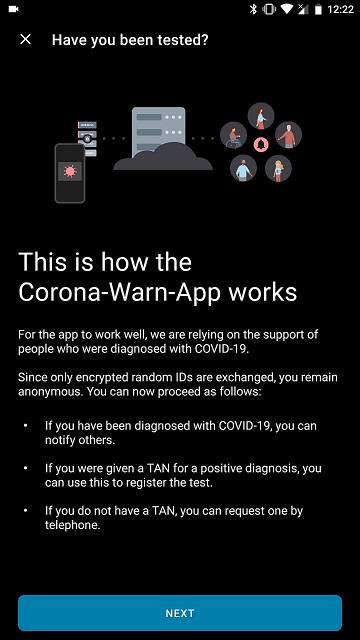 12:22
Have you been tested?
This is how the
Corona-Warn-App works
For the app to work well, we are relying on the support of
people who were diagnosed with COVID-19.
Since only encrypted random IDs are exchanged, you remain
anonymous. You can now proceed as follows:
• If you have been diagnosed with COVID-19, you can
notify others.
• If you were given a TAN for a positive diagnosis, you
can use this to register the test.
• If you do not have a TAN, you can request one by
telephone.
NEXT